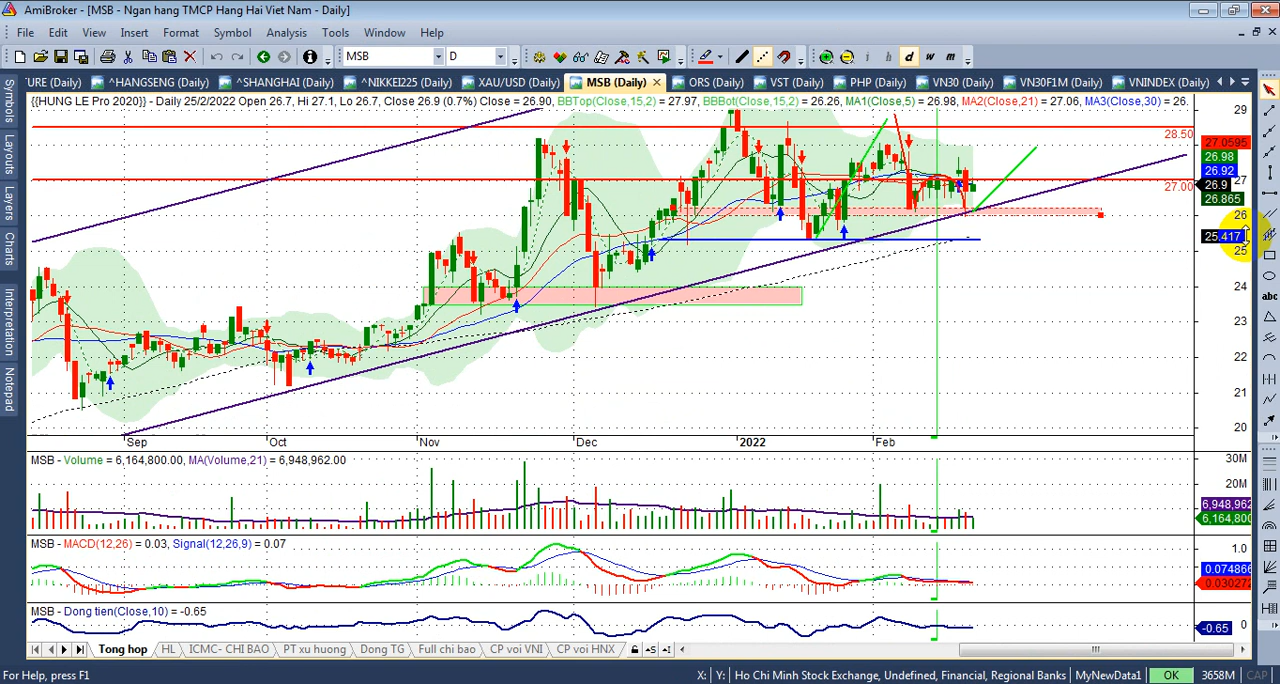 AmiBroker - [MSB - Ngan hang TMCP Hang Hai Viet Nam - Daily]
File Edit View Insert Format Symbol Analysis Tools Window Help
MSB D i h d w m
'URE (Daily) ^HANGSENG (Daily) ^SHANGHAI (Daily) ^NIKKEI225 (Daily) XAU/USD (Daily) MSB (Daily) ORS (Daily) VST (Daily) PHP (Daily) VN30 (Daily) VN30F1M (Daily) VNINDEX (Daily)
Symbols
Layouts
Layers
Charts
Interpretation
Notepad
{{HUNG LE Pro 2020}} - Daily 25/2/2022 Open 26.7, Hi 27.1, Lo 26.7, Close 26.9 (0.7%) Close = 26.90, BBTop(Close,15,2) = 27.97, BBBot(Close,15,2) = 26.26, MA1(Close,5) = 26.98, MA2(Close,21) = 27.06, MA3(Close,30) = 26.
29
28.50
27.0595
26.98
26.92
27
27.00
26.9
26.865
26
25.417
25
24
23
22
21
20
abc
Sep Oct Nov Dec 2022 Feb
MSB - Volume = 6,164,800.00, MA(Volume,21) = 6,948,962.00
30M
20M
6,948,962
6,164,800
MSB - MACD(12,26) = 0.03, Signal(12,26,9) = 0.07
1.0
0.074866
0.030272
MSB - Dong tien(Close,10) = -0.65
0
-0.65
Tong hop HL ICMC- CHI BAO PT xu huong Dong TG Full chi bao CP voi VNI CP voi HNX
For Help, press F1 X: Y: Ho Chi Minh Stock Exchange, Undefined, Financial, Regional Banks MyNewData1 OK 3658M CAP